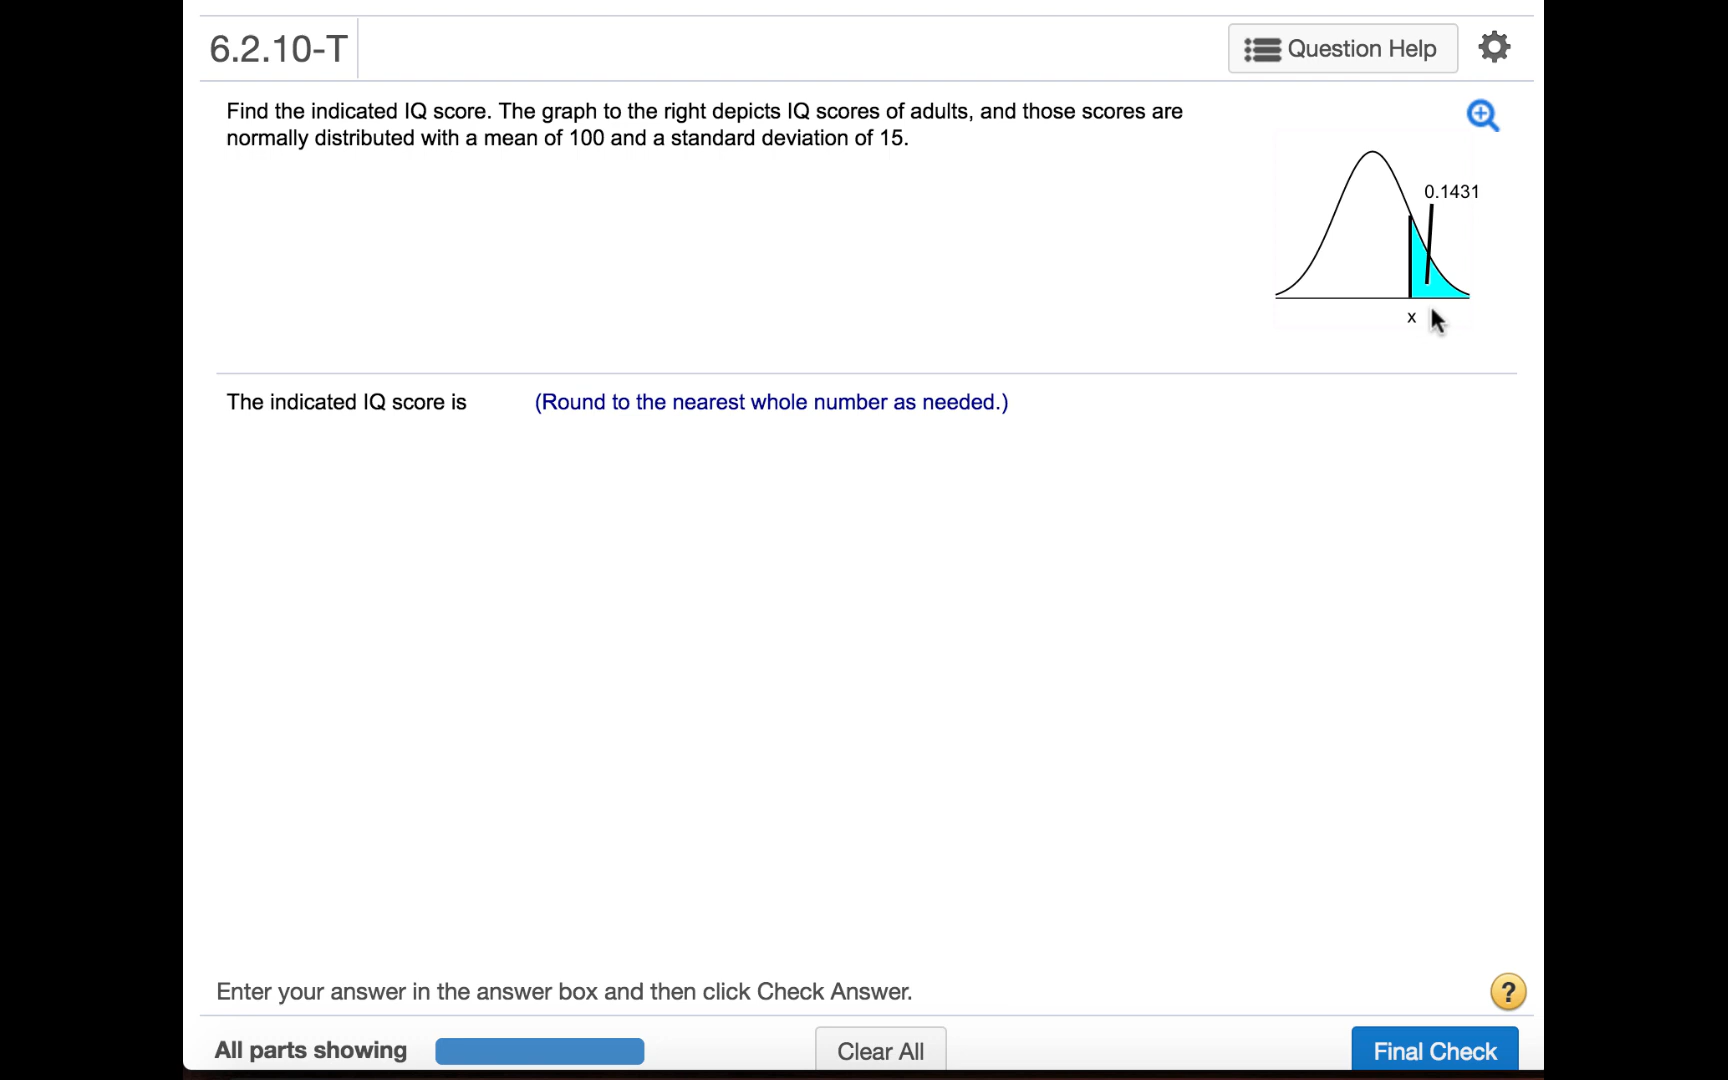 6.2.10-T
Question Help
Find the indicated IQ score. The graph to the right depicts IQ scores of adults, and those scores are
normally distributed with a mean of 100 and a standard deviation of 15.
0.1431
x
The indicated IQ score is (Round to the nearest whole number as needed.)
Enter your answer in the answer box and then click Check Answer.
?
All parts showing
Clear All
Final Check